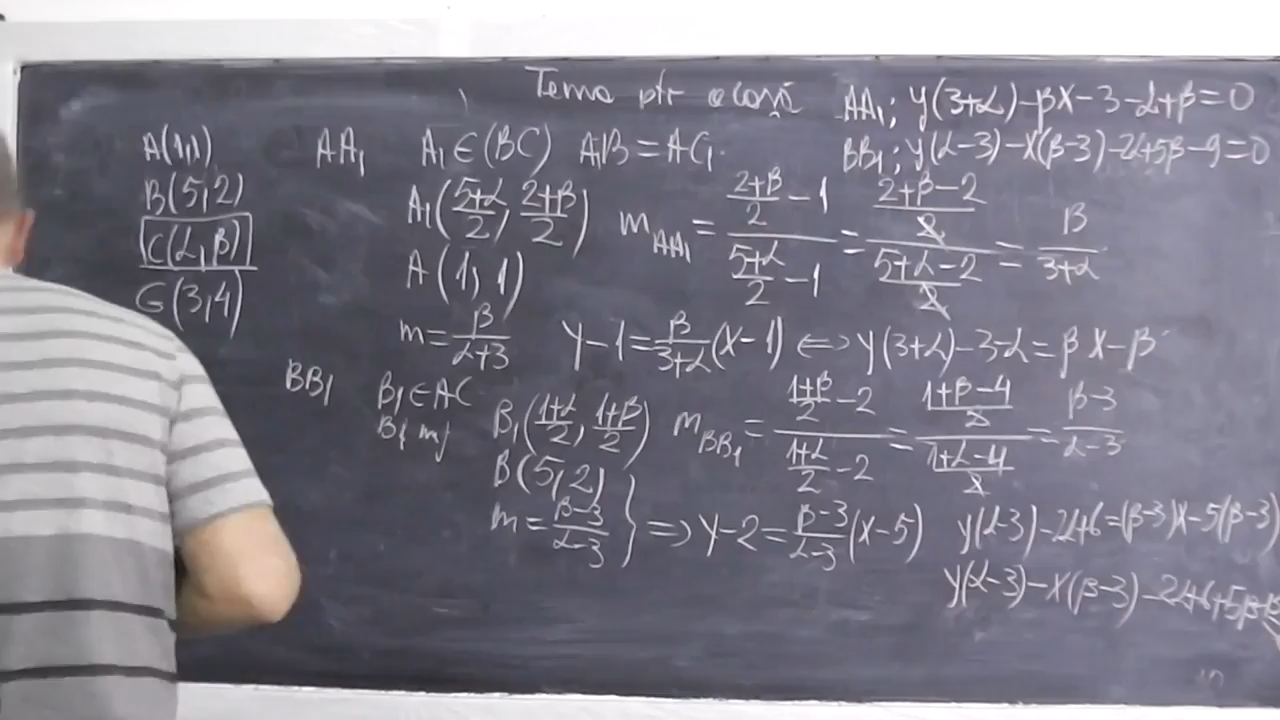 Tema ptr acasă
AA₁: y(3+α)-βx-3-α+β=0
BB₁: y(α-3)-x(β-3)-2α+5β-9=0
A(1,1)
B(5,2)
C(α,β)
G(3,4)
AA₁ A₁∈(BC) A₁B=AC₁
A₁((5+α)/2, (2+β)/2)
A(1,1)
m_AA₁ = ((2+β)/2 - 1)/((5+α)/2 - 1) = ((2+β-2)/2)/((5+α-2)/2) = β/(3+α)
m=β/(α+3) y-1=β/(3+α)(x-1) ⇔ y(3+α)-3-α=βx-β
BB₁ B₁∈AC
B₁ mj
B₁((1+α)/2, (1+β)/2)
B(5,2)
m=(β-3)/(α-3)
m_BB₁ = ((1+β)/2 - 2)/((1+α)/2 - 2) = ((1+β-4)/2)/((1+α-4)/2) = (β-3)/(α-3)
} ⇒ y-2=(β-3)/(α-3)(x-5)
y(α-3)-2α+6=(β-3)x-5(β-3)
y(α-3)-x(β-3)-2α+6+5β-15